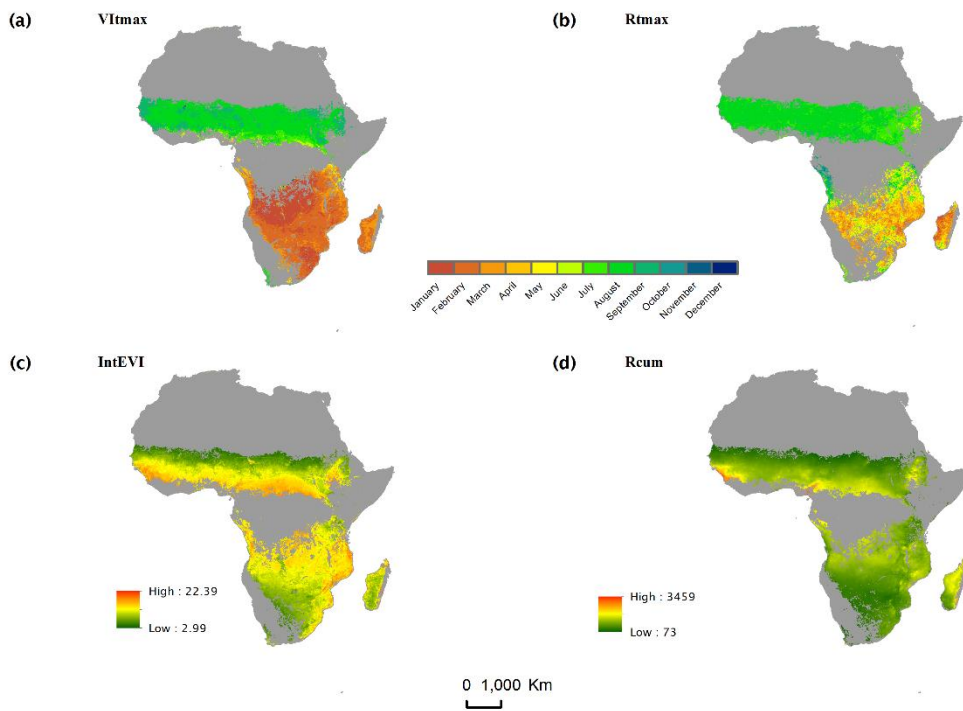 (a) VItmax
(b) Rtmax
January
February
March
April
May
June
July
August
September
October
November
December
(c) IntEVI
(d) Rcum
High : 22.39
Low : 2.99
High : 3459
Low : 73
0 1,000 Km